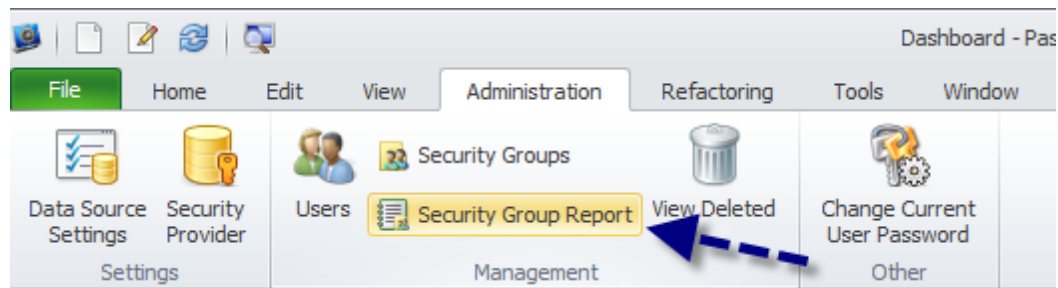 Dashboard - Pas
File Home Edit View Administration Refactoring Tools Window
Security Groups
Data Source Settings
Security Provider
Users
Security Group Report
View Deleted
Change Current User Password
Settings
Management
Other